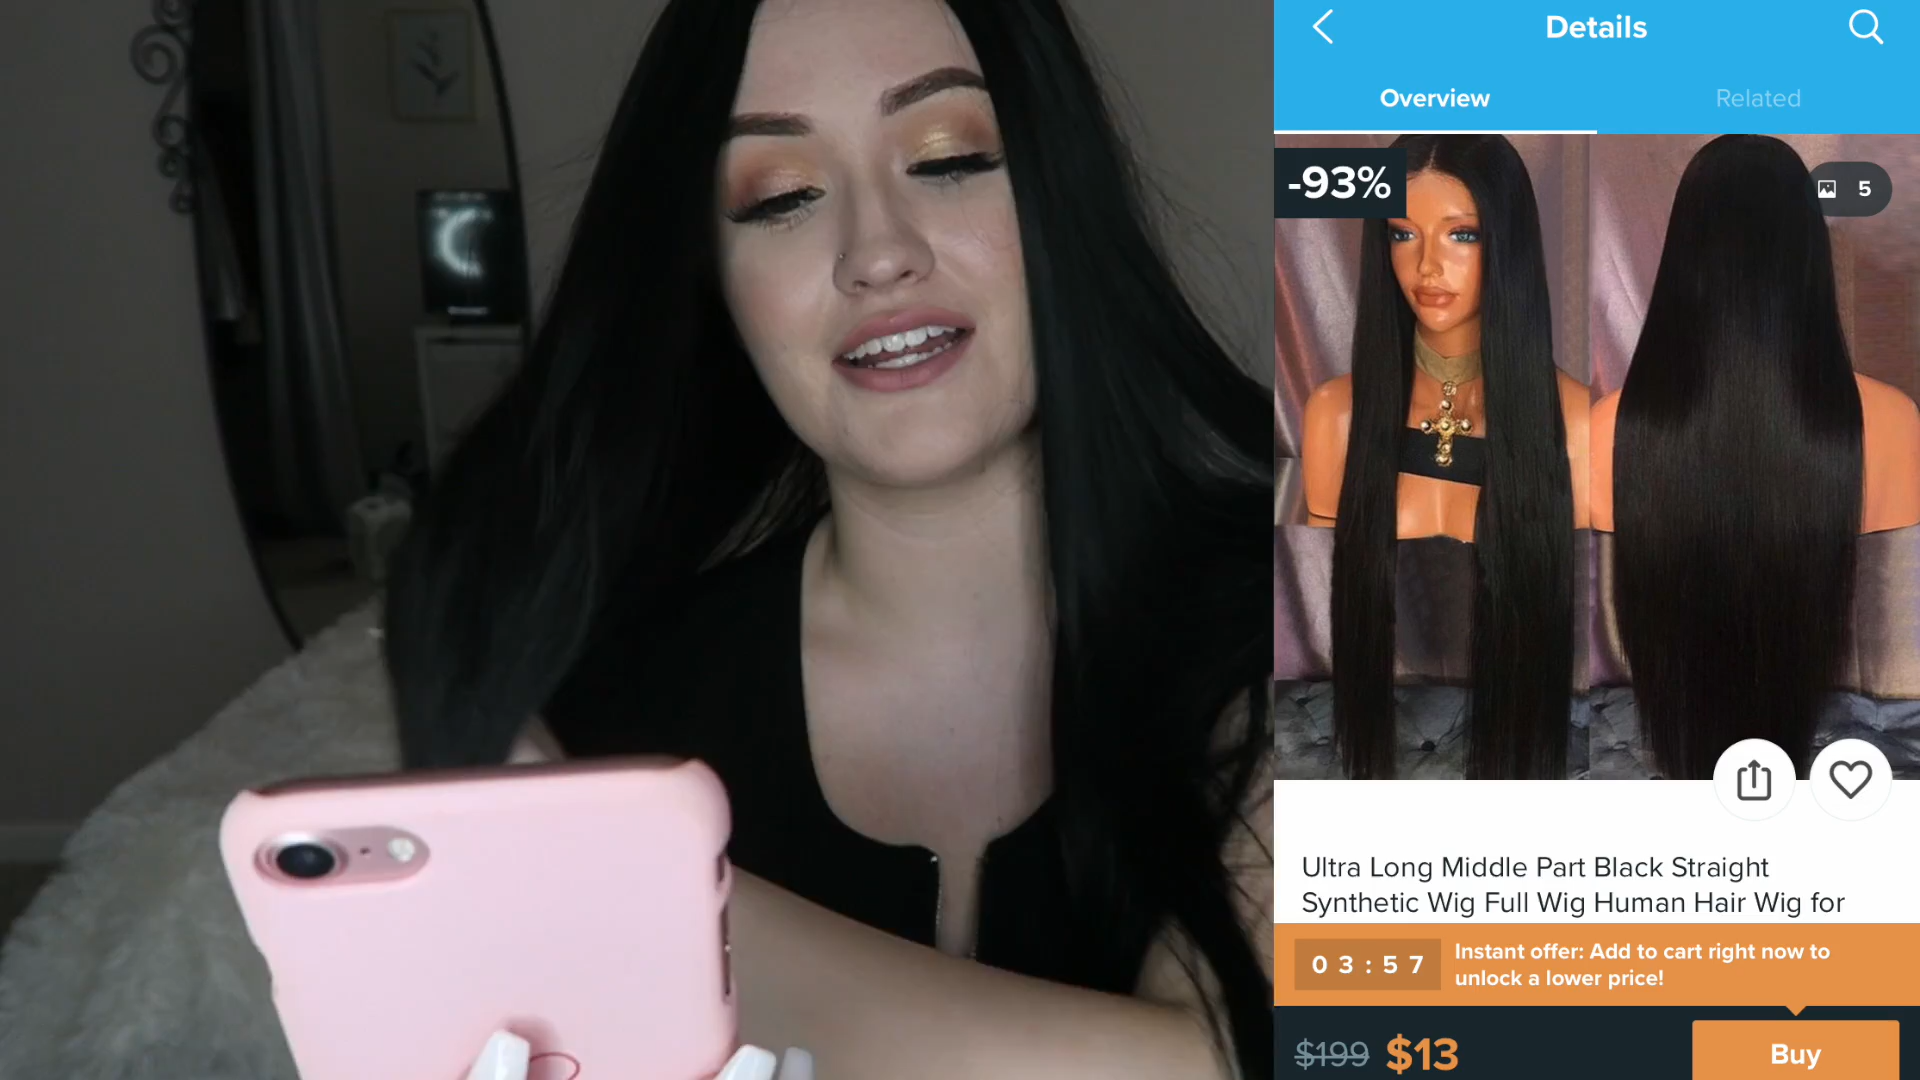 Details
Overview
Related
-93%
5
Ultra Long Middle Part Black Straight
Synthetic Wig Full Wig Human Hair Wig for
03:57
Instant offer: Add to cart right now to
unlock a lower price!
$199 $13
Buy